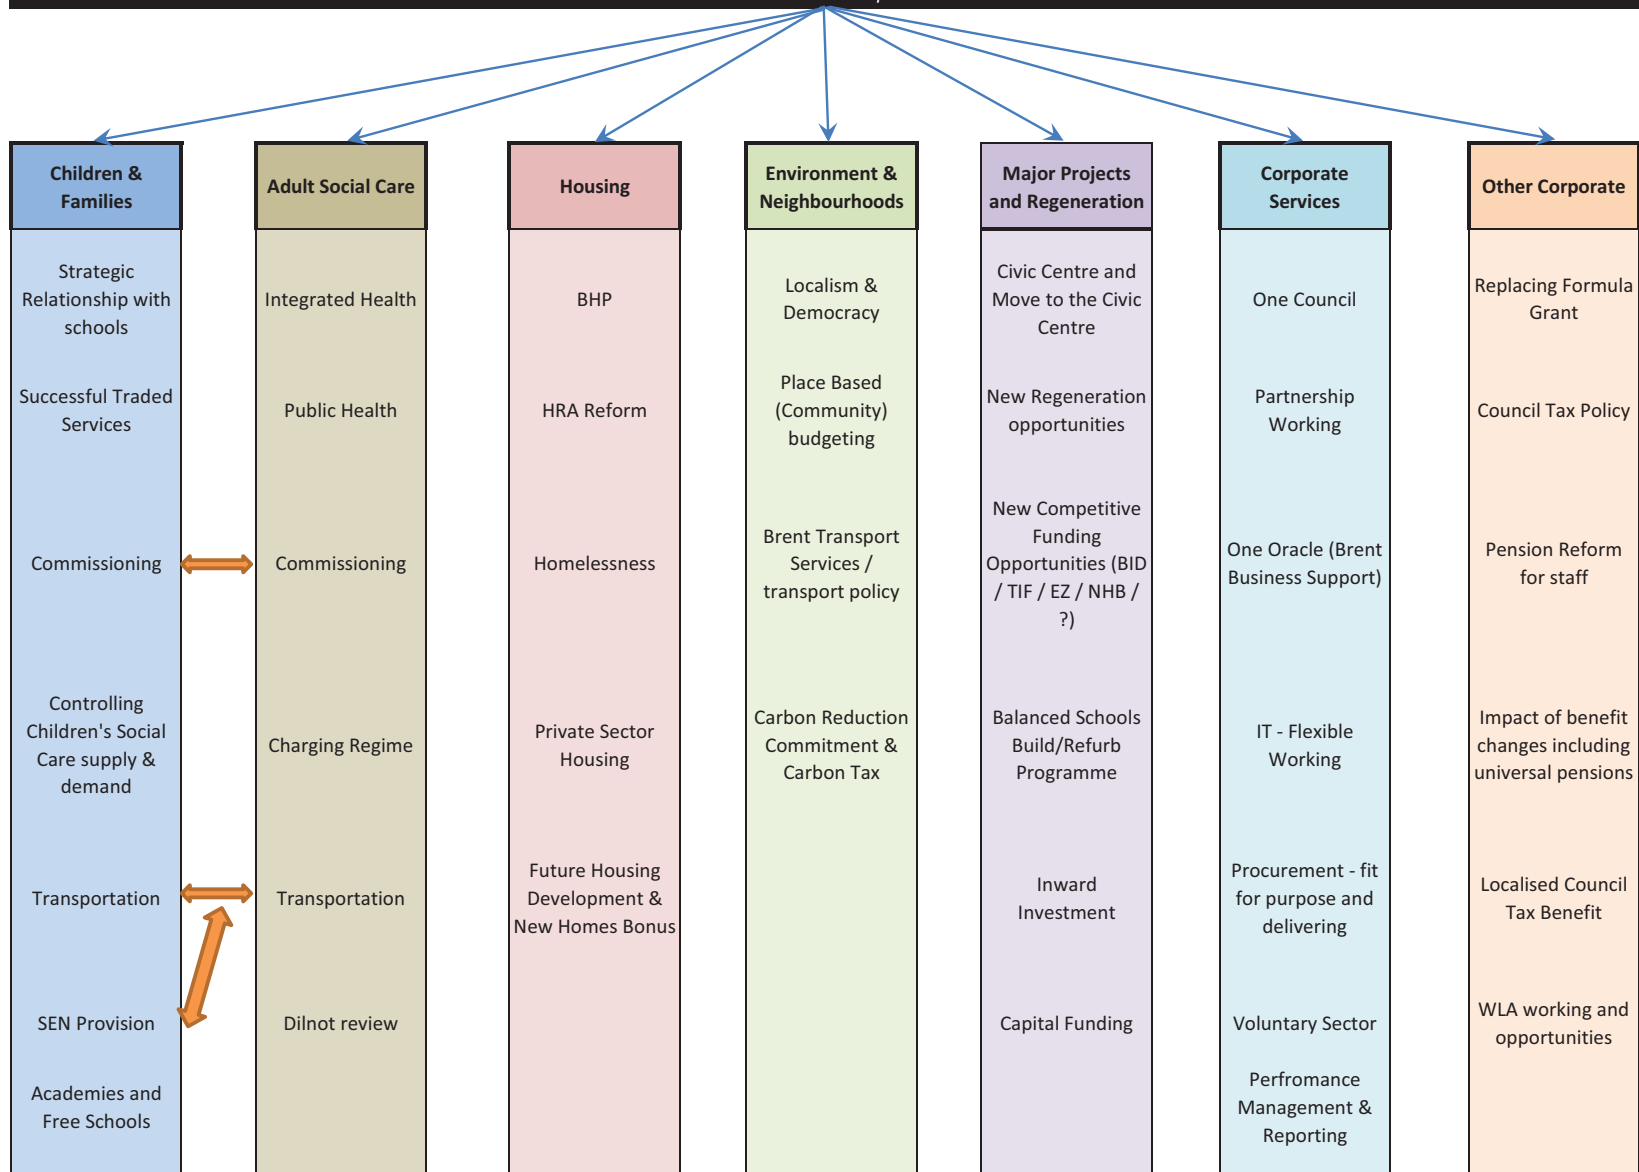 Children &
Families
Strategic
Relationship with
schools
Successful Traded
Services
Commissioning
Controlling
Children's Social
Care supply &
demand
Transportation
SEN Provision
Academies and
Free Schools
Adult Social Care
Integrated Health
Public Health
Commissioning
Charging Regime
Transportation
Dilnot review
Housing
BHP
HRA Reform
Homelessness
Private Sector
Housing
Future Housing
Development &
New Homes Bonus
Environment &
Neighbourhoods
Localism &
Democracy
Place Based
(Community)
budgeting
Brent Transport
Services /
transport policy
Carbon Reduction
Commitment &
Carbon Tax
Major Projects
and Regeneration
Civic Centre and
Move to the Civic
Centre
New Regeneration
opportunities
New Competitive
Funding
Opportunities (BID
/ TIF / EZ / NHB /
?)
Balanced Schools
Build/Refurb
Programme
Inward
Investment
Capital Funding
Corporate
Services
One Council
Partnership
Working
One Oracle (Brent
Business Support)
IT - Flexible
Working
Procurement - fit
for purpose and
delivering
Voluntary Sector
Perfromance
Management &
Reporting
Other Corporate
Replacing Formula
Grant
Council Tax Policy
Pension Reform
for staff
Impact of benefit
changes including
universal pensions
Localised Council
Tax Benefit
WLA working and
opportunities